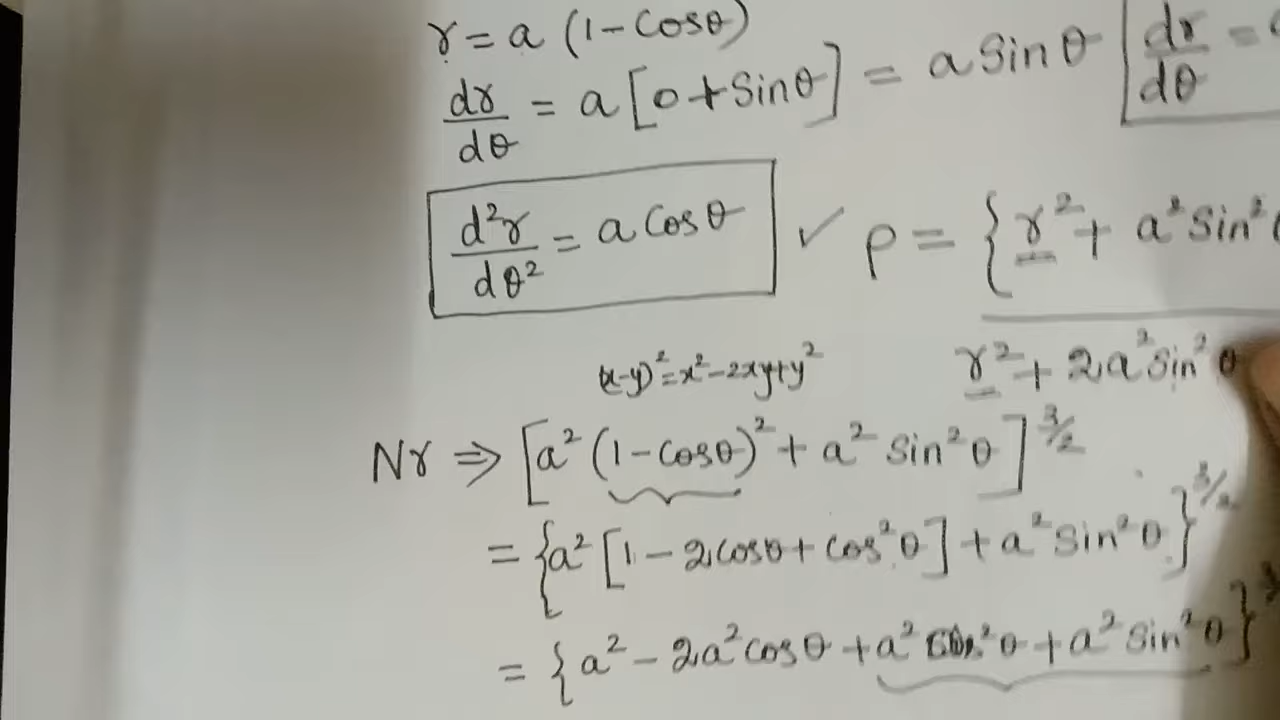 r = a (1 - Cosθ)
dr/dθ = a [0 + Sinθ] = a Sin θ | dr/dθ =
d²r/dθ² = a Cosθ ✓ ρ = { r² + a² Sin²
r² + 2a² Sin² θ
(x-y)² = x² - 2xy + y²
Nr ⇒ [a² (1 - Cosθ)² + a² Sin² θ]^3/2
= {a² [1 - 2cosθ + cos² θ] + a² Sin² θ}^3/2
= {a² - 2a² cos θ + a² cos² θ + a² Sin² θ}